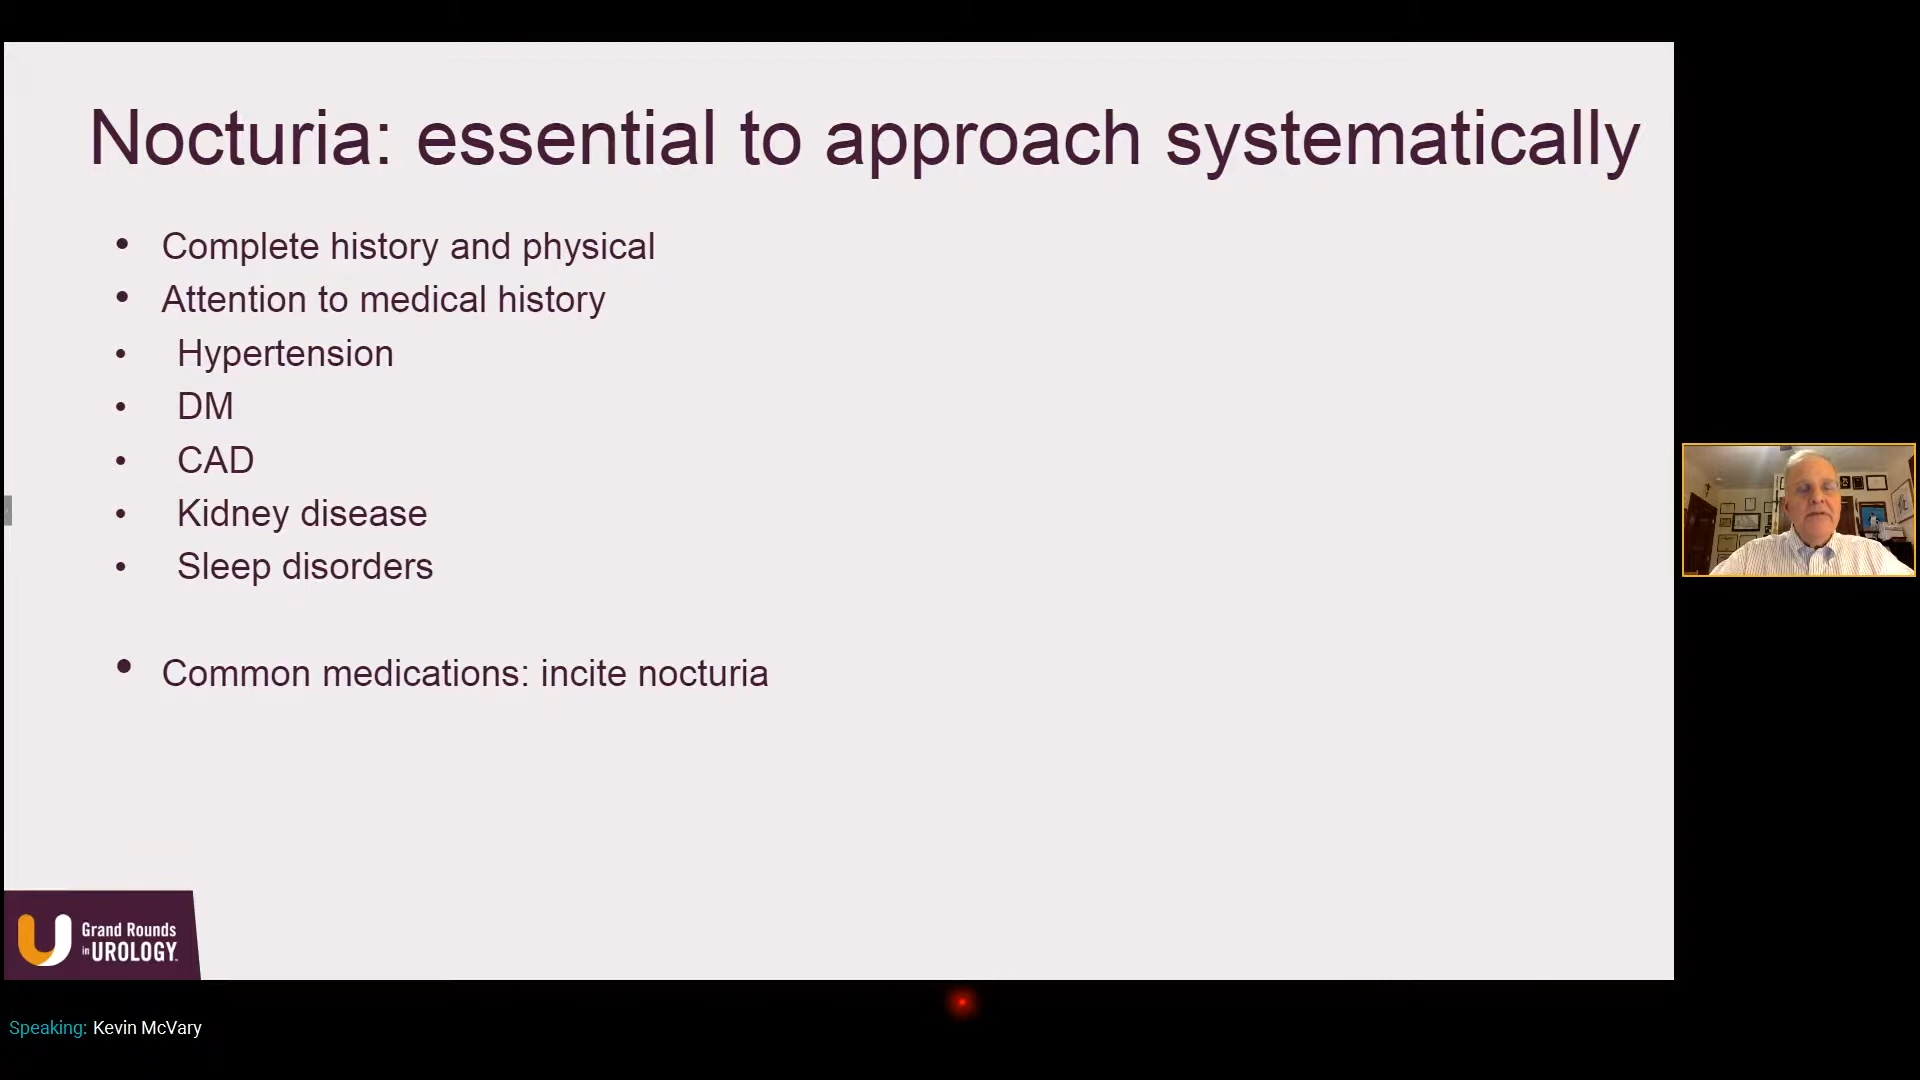 Nocturia: essential to approach systematically
• Complete history and physical
• Attention to medical history
• Hypertension
• DM
• CAD
• Kidney disease
• Sleep disorders
• Common medications: incite nocturia
Grand Rounds
in UROLOGY
Speaking: Kevin McVary